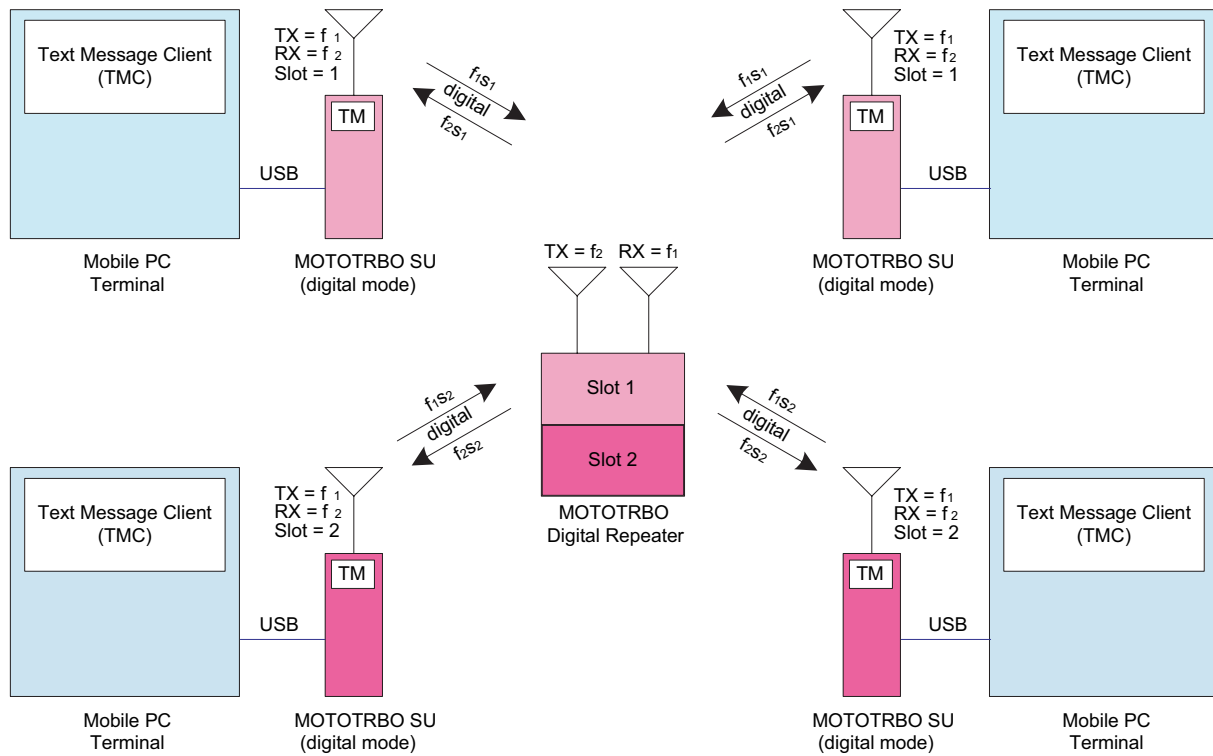 Text Message Client
(TMC)
TX = f 1
RX = f 2
Slot = 1
TM
USB
Mobile PC
Terminal
MOTOTRBO SU
(digital mode)
f1s1
digital
f2s1
f1s1
digital
f2s1
TX = f1
RX = f2
Slot = 1
TM
Text Message Client
(TMC)
USB
MOTOTRBO SU
(digital mode)
Mobile PC
Terminal
TX = f2
RX = f1
Slot 1
Slot 2
MOTOTRBO
Digital Repeater
f1s2
digital
f2s2
f1s2
digital
f2s2
Text Message Client
(TMC)
TX = f 1
RX = f 2
Slot = 2
TM
USB
Mobile PC
Terminal
MOTOTRBO SU
(digital mode)
TX = f1
RX = f2
Slot = 2
TM
Text Message Client
(TMC)
USB
MOTOTRBO SU
(digital mode)
Mobile PC
Terminal